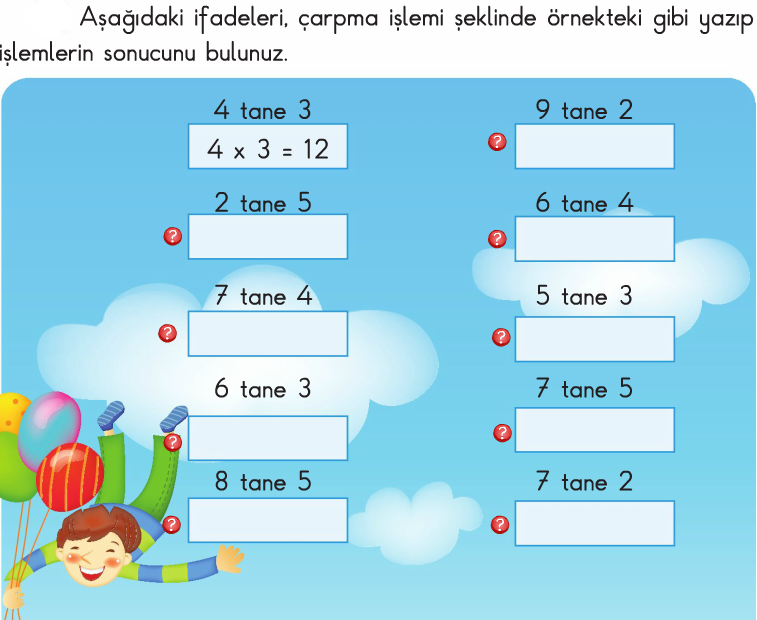 Aşağıdaki ifadeleri, çarpma işlemi şeklinde örnekteki gibi yazıp
işlemlerin sonucunu bulunuz.
4 tane 3
4 x 3 = 12
9 tane 2
?
2 tane 5
?
6 tane 4
?
7 tane 4
?
5 tane 3
?
6 tane 3
?
7 tane 5
?
8 tane 5
?
7 tane 2
?